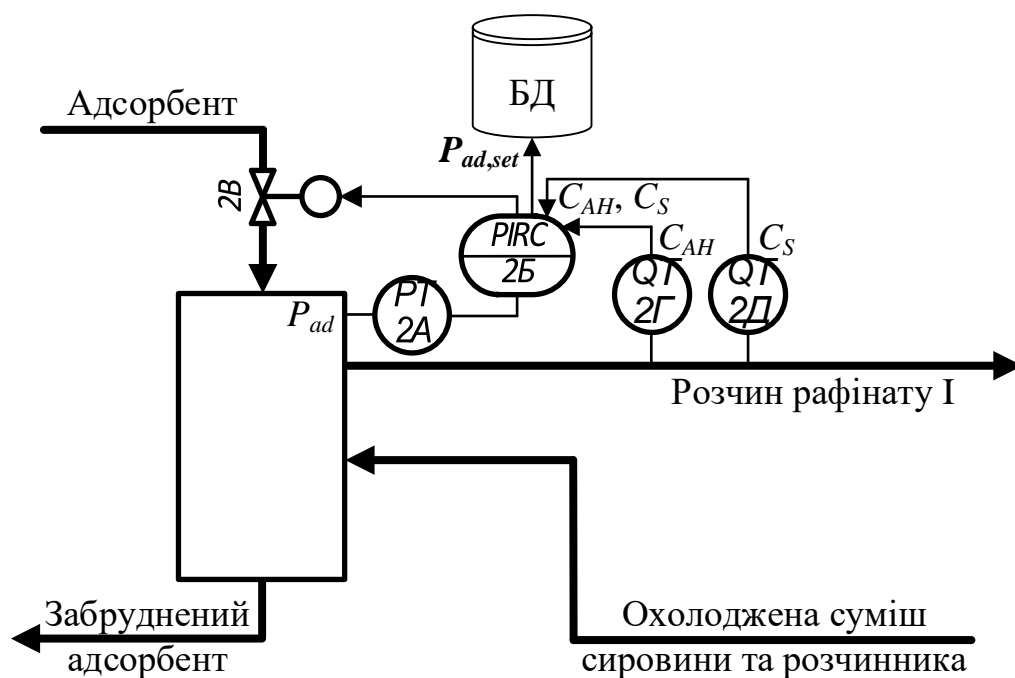 БД
Адсорбент
P_ad,set
2В
C_AH, C_S
PIRC
2Б
C_AH
C_S
QT
2Г
QT
2Д
P_ad
PT
2А
Розчин рафінату I
Забруднений
адсорбент
Охолоджена суміш
сировини та розчинника